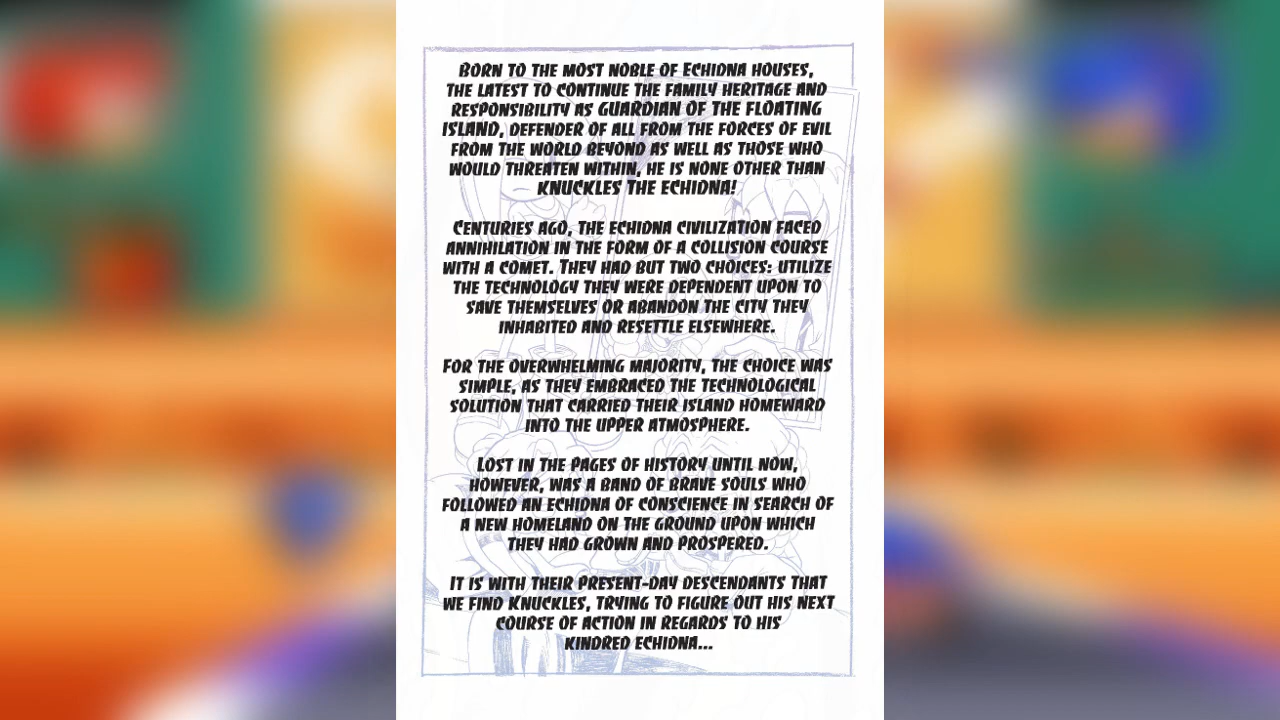 Born to the most noble of Echidna houses,
the latest to continue the family heritage and
responsibility as GUARDIAN OF THE FLOATING
ISLAND, defender of all from the forces of evil
from the world beyond as well as those who
would threaten within, he is none other than
KNUCKLES THE ECHIDNA!
Centuries ago, the echidna civilization faced
annihilation in the form of a collision course
with a comet. They had but two choices: utilize
the technology they were dependent upon to
save themselves or abandon the city they
inhabited and resettle elsewhere.
For the overwhelming majority, the choice was
simple, as they embraced the technological
solution that carried their island homeward
into the upper atmosphere.
Lost in the pages of history until now,
however, was a band of brave souls who
followed an echidna of conscience in search of
a new homeland on the ground upon which
they had grown and prospered.
It is with their present-day descendants that
we find Knuckles, trying to figure out his next
course of action in regards to his
kindred echidna...